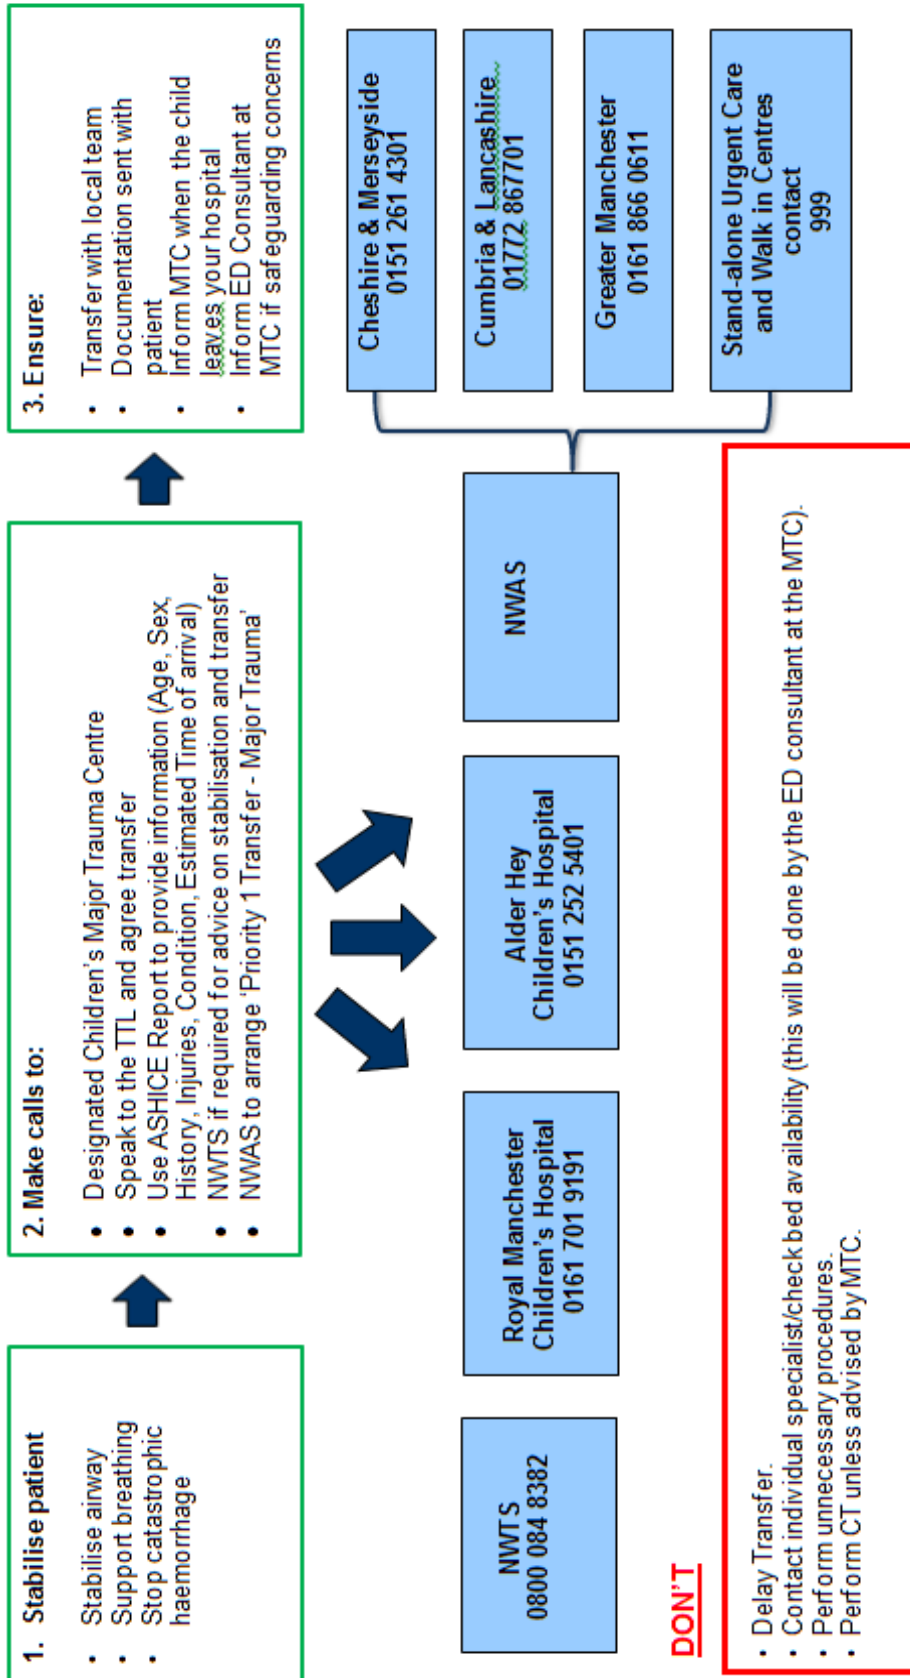 1. Stabilise patient
• Stabilise airway
• Support breathing
• Stop catastrophic
haemorrhage
2. Make calls to:
• Designated Children's Major Trauma Centre
• Speak to the TTL and agree transfer
• Use ASHICE Report to provide information (Age, Sex,
History, Injuries, Condition, Estimated Time of arrival)
• NWTS if required for advice on stabilisation and transfer
• NWAS to arrange 'Priority 1 Transfer - Major Trauma'
3. Ensure:
• Transfer with local team
• Documentation sent with
patient
• Inform MTC when the child
leaves your hospital
• Inform ED Consultant at
MTC if safeguarding concerns
NWTS
0800 084 8382
Royal Manchester
Children's Hospital
0161 701 9191
Alder Hey
Children's Hospital
0151 252 5401
NWAS
Cheshire & Merseyside
0151 261 4301
Cumbria & Lancashire
01772 867701
Greater Manchester
0161 866 0611
Stand-alone Urgent Care
and Walk in Centres
contact
999
DON'T
• Delay Transfer.
• Contact individual specialist/check bed availability (this will be done by the ED consultant at the MTC).
• Perform unnecessary procedures.
• Perform CT unless advised by MTC.